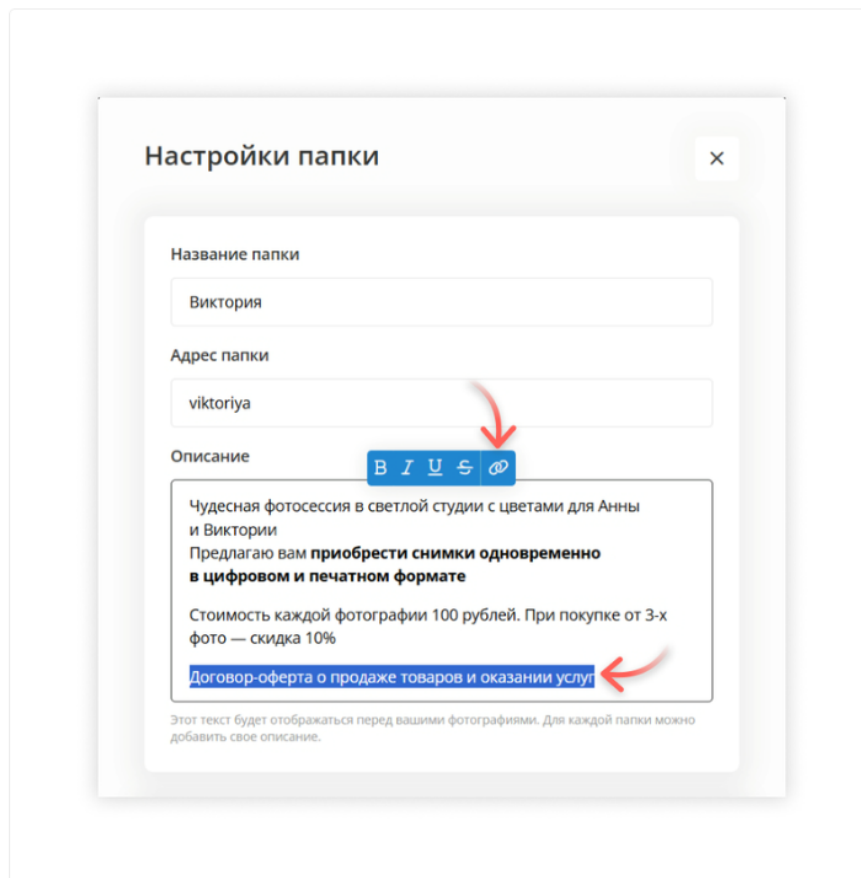 Настройки папки
Название папки
Виктория
Адрес папки
viktoriya
Описание
B I U S
Чудесная фотосессия в светлой студии с цветами для Анны
и Виктории
Предлагаю вам приобрести снимки одновременно
в цифровом и печатном формате
Стоимость каждой фотографии 100 рублей. При покупке от 3-х
фото — скидка 10%
Договор-оферта о продаже товаров и оказании услуг
Этот текст будет отображаться перед вашими фотографиями. Для каждой папки можно
добавить свое описание.